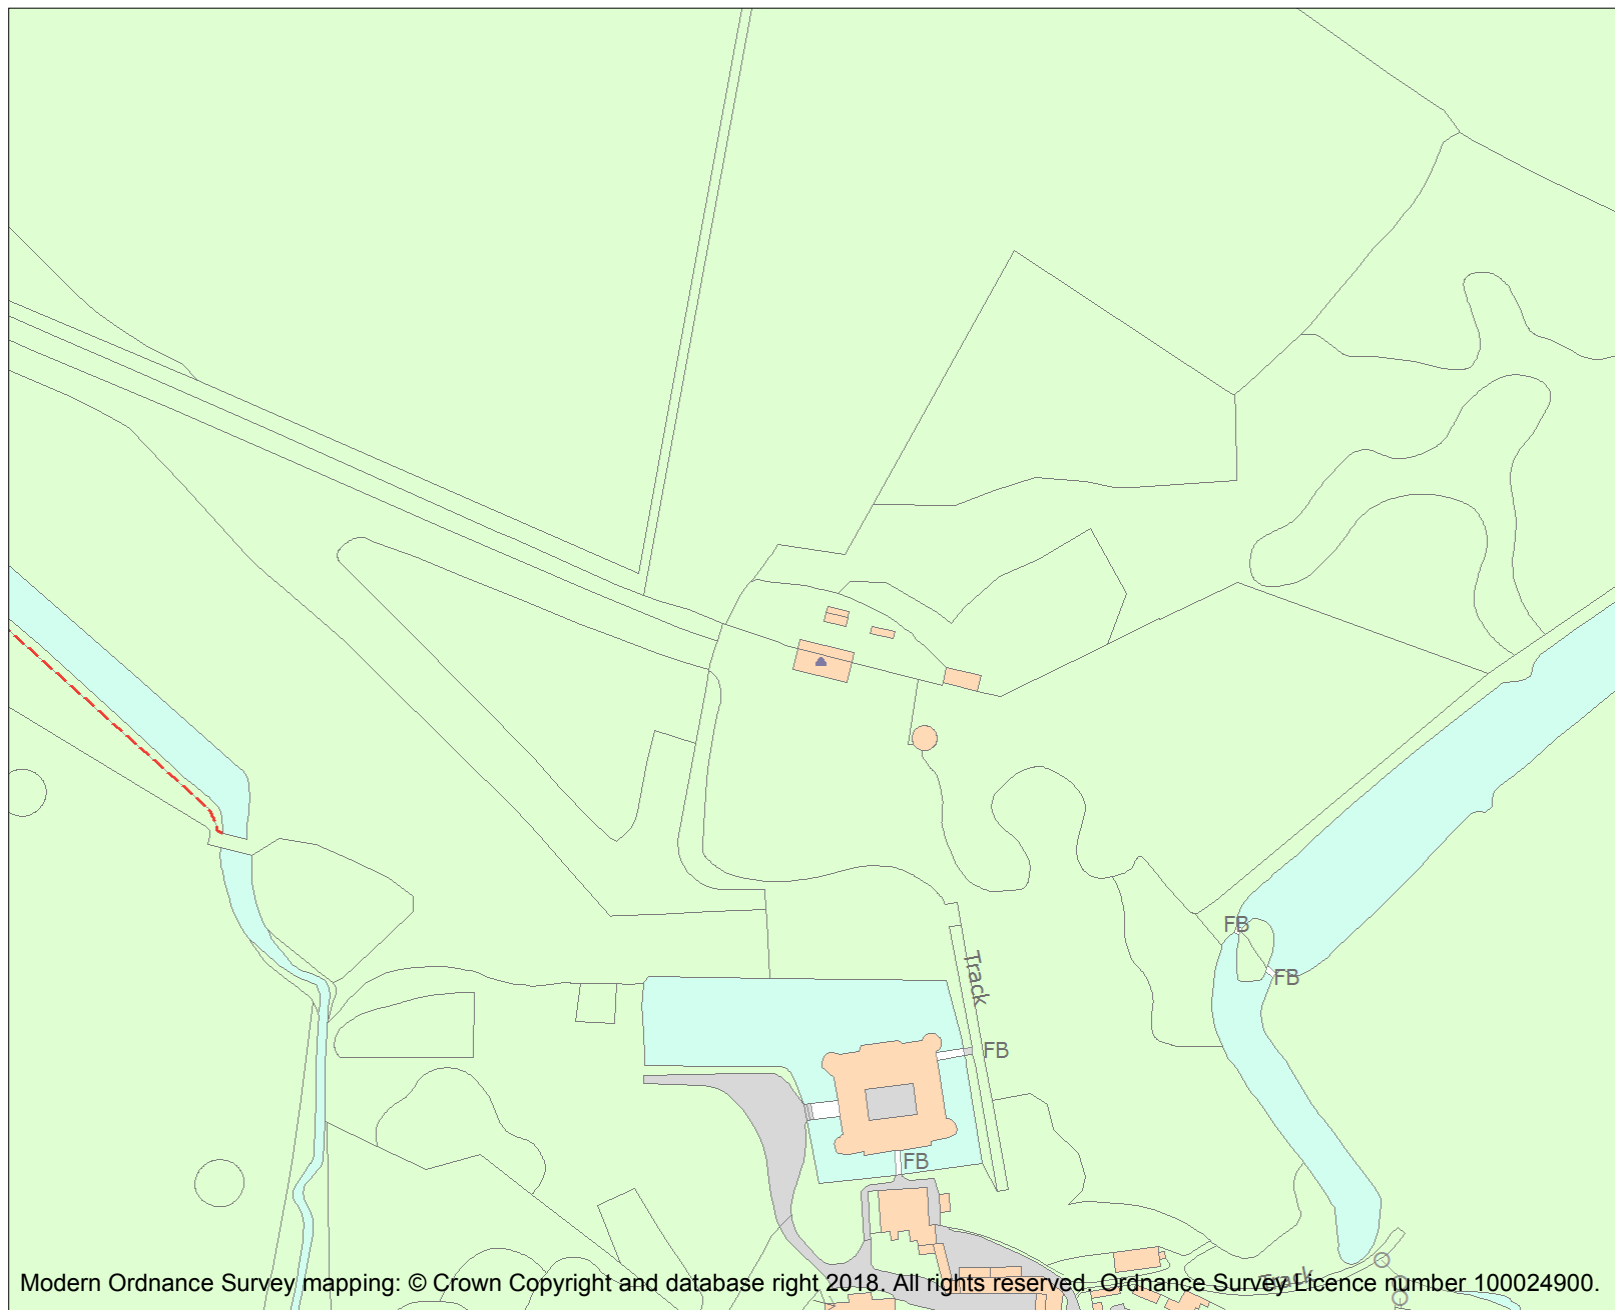 FB
FB
Track
FB
FB
Track
Modern Ordnance Survey mapping: © Crown Copyright and database right 2018. All rights reserved. Ordnance Survey Licence number 100024900.